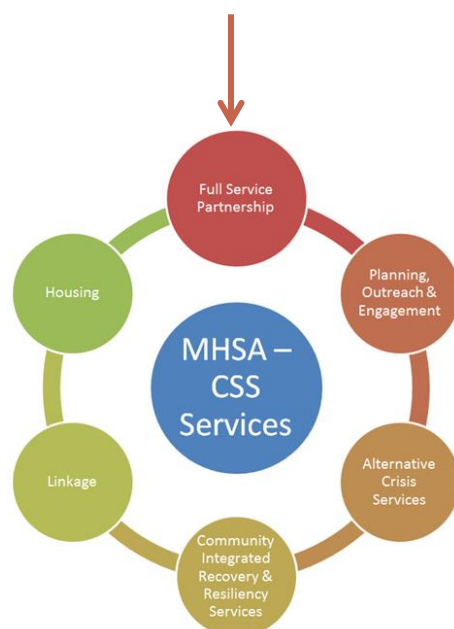 Full Service
Partnership
Planning,
Outreach &
Engagement
Alternative
Crisis
Services
Community
Integrated
Recovery &
Resiliency
Services
Linkage
Housing
MHSA –
CSS
Services